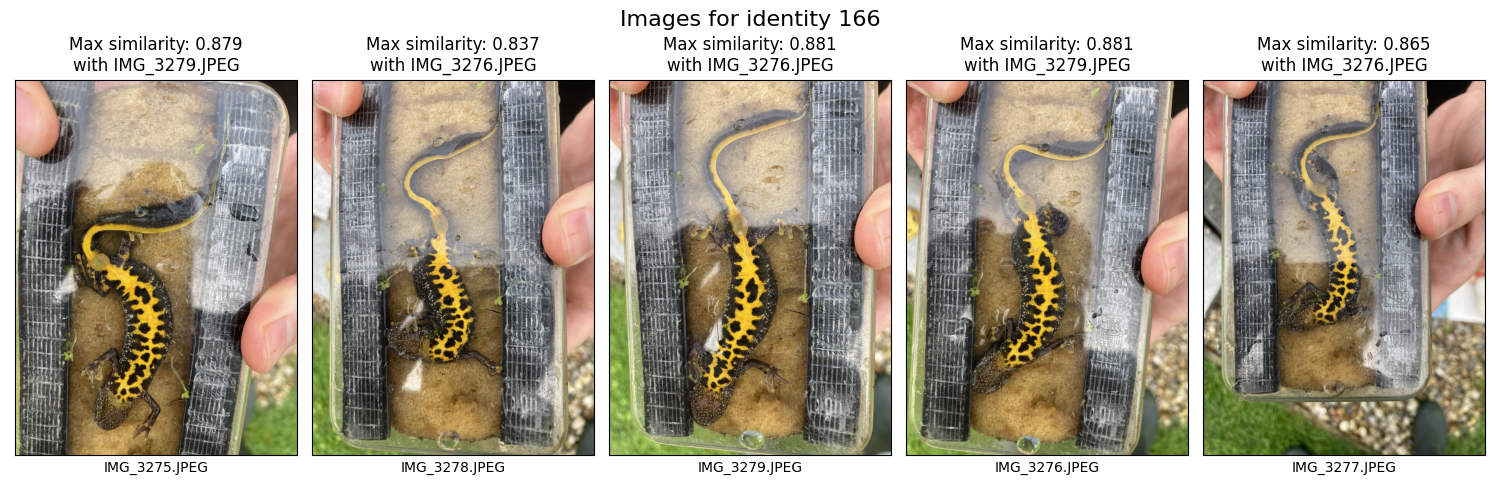 Images for identity 166
Max similarity: 0.879
with IMG_3279.JPEG
Max similarity: 0.837
with IMG_3276.JPEG
Max similarity: 0.881
with IMG_3276.JPEG
Max similarity: 0.881
with IMG_3279.JPEG
Max similarity: 0.865
with IMG_3276.JPEG
IMG_3275.JPEG
IMG_3278.JPEG
IMG_3279.JPEG
IMG_3276.JPEG
IMG_3277.JPEG